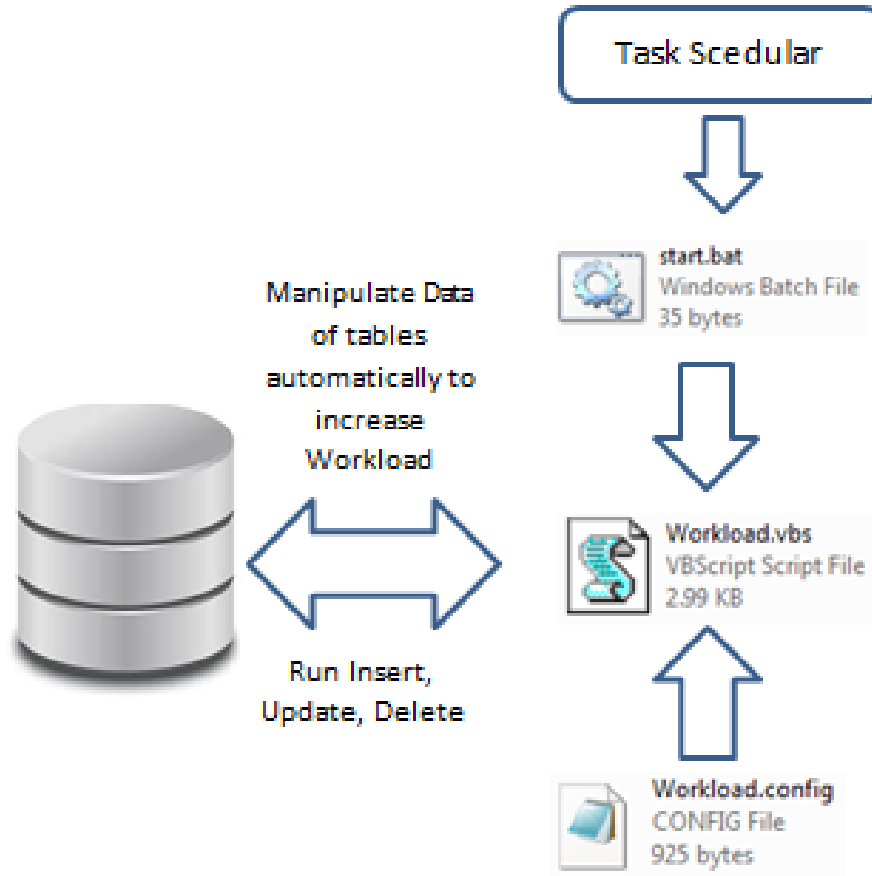 Task Scedular
start.bat
Windows Batch File
35 bytes
Manipulate Data
of tables
automatically to
increase
Workload
Workload.vbs
VBScript Script File
2.99 KB
Run Insert,
Update, Delete
Workload.config
CONFIG File
925 bytes